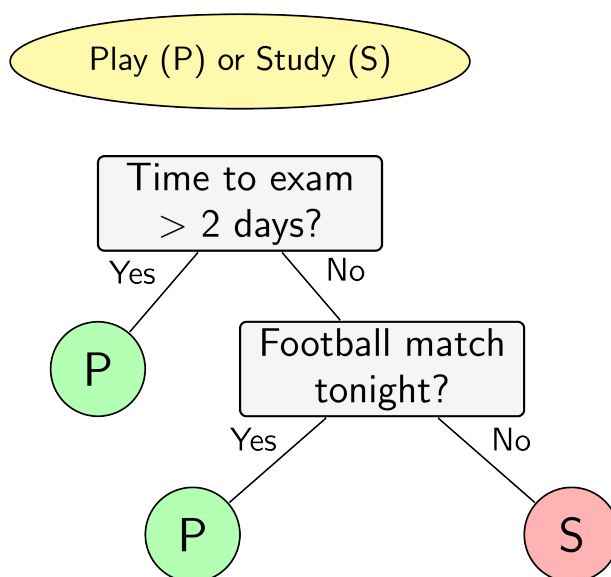 Play (P) or Study (S)
Time to exam
> 2 days?
Yes
No
P
Football match
tonight?
Yes
No
P
S